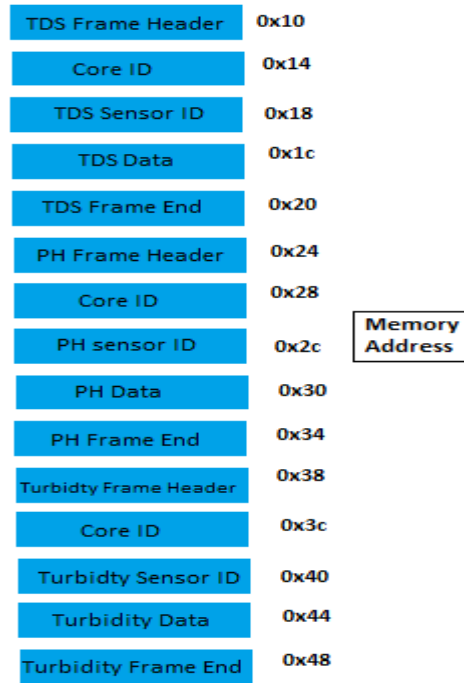 TDS Frame Header 0x10
Core ID 0x14
TDS Sensor ID 0x18
TDS Data 0x1c
TDS Frame End 0x20
PH Frame Header 0x24
Core ID 0x28
PH sensor ID 0x2c
Memory Address
PH Data 0x30
PH Frame End 0x34
Turbidty Frame Header 0x38
Core ID 0x3c
Turbidty Sensor ID 0x40
Turbidity Data 0x44
Turbidity Frame End 0x48